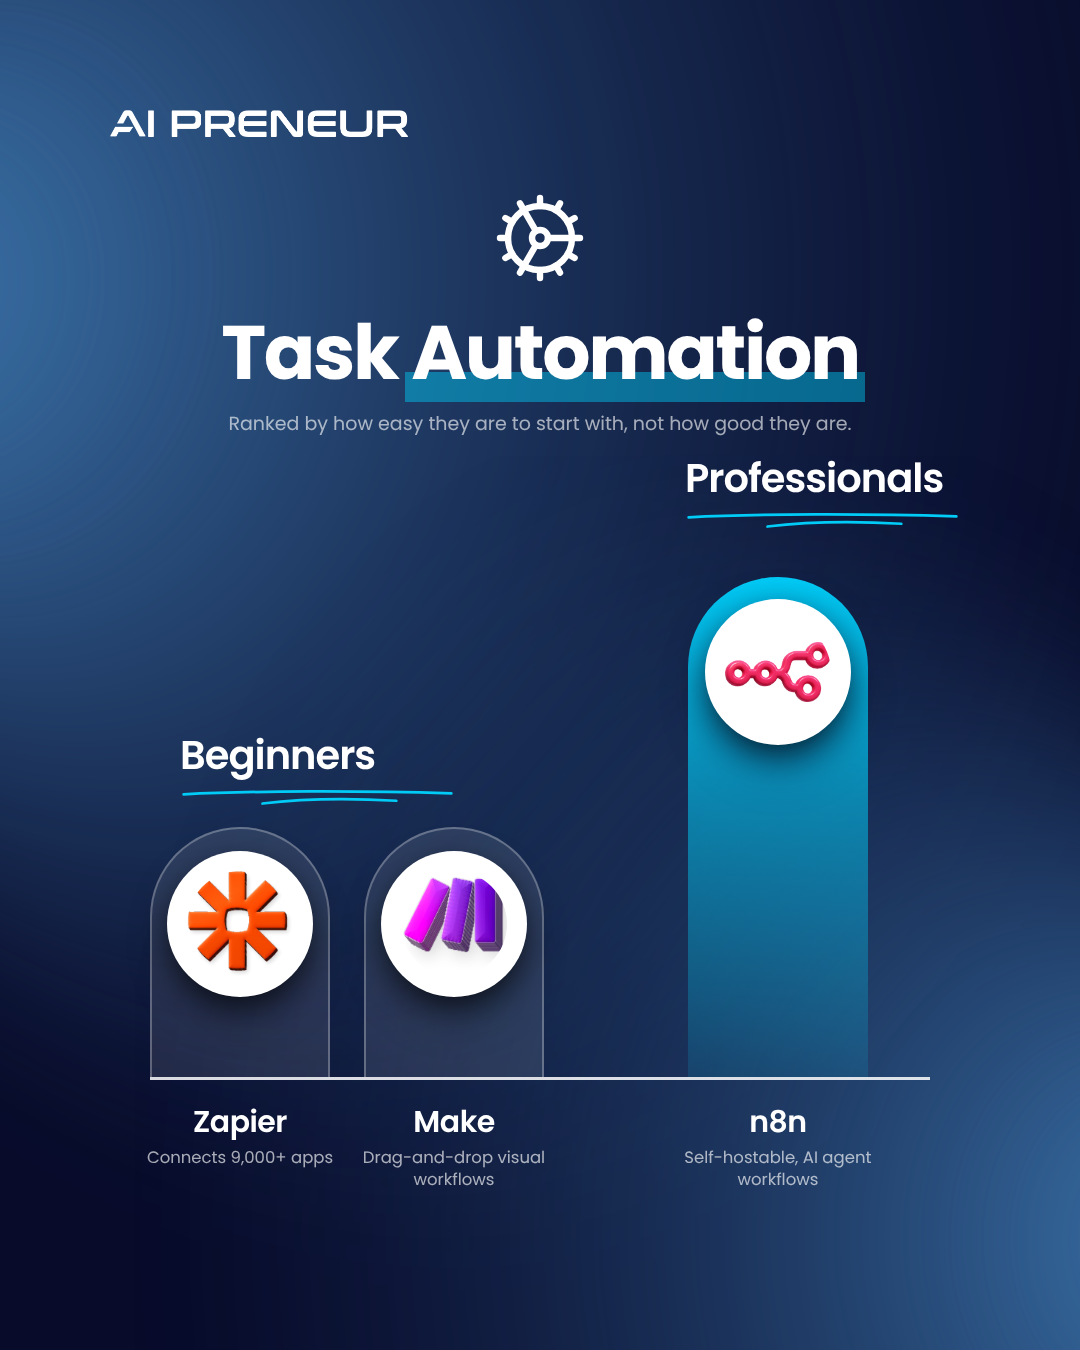 AI PRENEUR
Task Automation
Ranked by how easy they are to start with, not how good they are.
Professionals
Beginners
Zapier
Connects 9,000+ apps
Make
Drag-and-drop visual
workflows
n8n
Self-hostable, AI agent
workflows